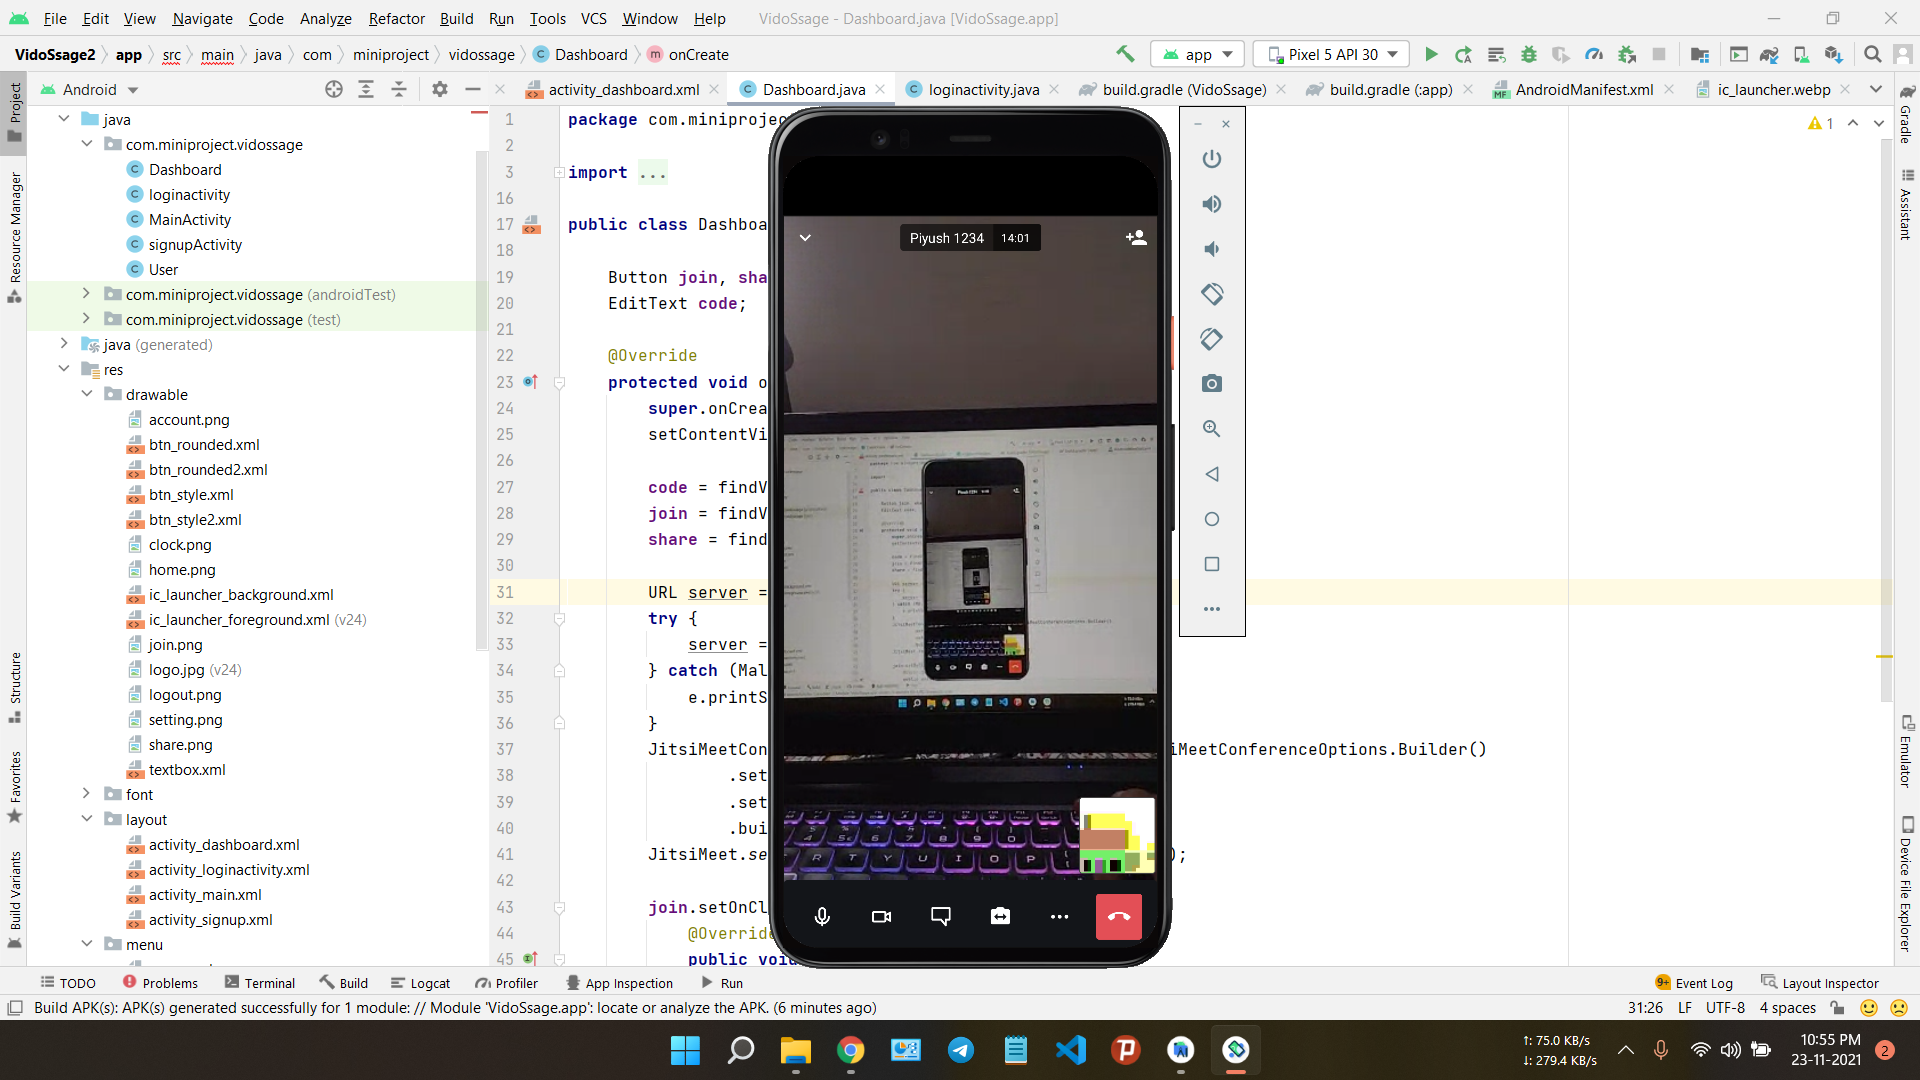 File Edit View Navigate Code Analyze Refactor Build Run Tools VCS Window Help VidoSsage - Dashboard.java [VidoSsage.app]
VidoSsage2 app src main java com miniproject vidossage Dashboard onCreate app Pixel 5 API 30
Android activity_dashboard.xml Dashboard.java loginactivity.java build.gradle (VidoSsage) build.gradle (:app) AndroidManifest.xml ic_launcher.webp
Project
Resource Manager
Structure
Favorites
Build Variants
java
com.miniproject.vidossage
Dashboard
loginactivity
MainActivity
signupActivity
User
com.miniproject.vidossage (androidTest)
com.miniproject.vidossage (test)
java (generated)
res
drawable
account.png
btn_rounded.xml
btn_rounded2.xml
btn_style.xml
btn_style2.xml
clock.png
home.png
ic_launcher_background.xml
ic_launcher_foreground.xml (v24)
join.png
logo.jpg (v24)
logout.png
setting.png
share.png
textbox.xml
font
layout
activity_dashboard.xml
activity_loginactivity.xml
activity_main.xml
activity_signup.xml
menu
1 package com.miniprojec
2
3 import ...
16
17 public class Dashboa
18
19 Button join, sha
20 EditText code;
21
22 @Override
23 protected void o
24 super.onCrea
25 setContentVi
26
27 code = findV
28 join = findV
29 share = find
30
31 URL server =
32 try {
33 server =
34 } catch (Mal
35 e.printS
36 }
37 JitsiMeetCon iMeetConferenceOptions.Builder()
38 .set
39 .set
40 .bui
41 JitsiMeet.se );
42
43 join.setOnCl
44 @Override
45 public voi
1
Piyush 1234 14:01
R T Y U I O P
Gradle
Assistant
Emulator
Device File Explorer
TODO Problems Terminal Build Logcat Profiler App Inspection Run 9+ Event Log Layout Inspector
Build APK(s): APK(s) generated successfully for 1 module: // Module 'VidoSsage.app': locate or analyze the APK. (6 minutes ago) 31:26 LF UTF-8 4 spaces
↑: 75.0 KB/s
↓: 279.4 KB/s
10:55 PM
23-11-2021
2